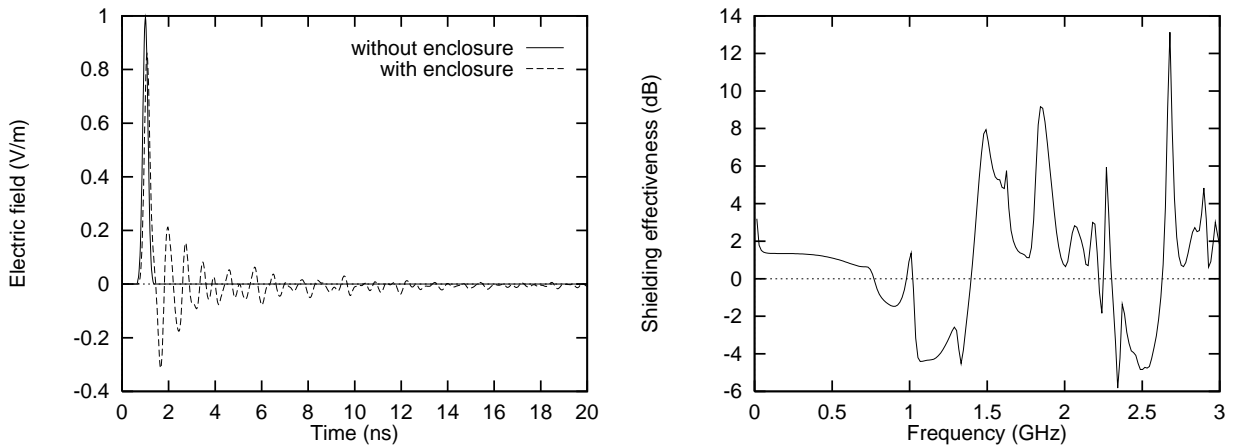 1
0.8
0.6
0.4
0.2
0
-0.2
-0.4
Electric field (V/m)
without enclosure
with enclosure
0 2 4 6 8 10 12 14 16 18 20
Time (ns)
14
12
10
8
6
4
2
0
-2
-4
-6
Shielding effectiveness (dB)
0 0.5 1 1.5 2 2.5 3
Frequency (GHz)